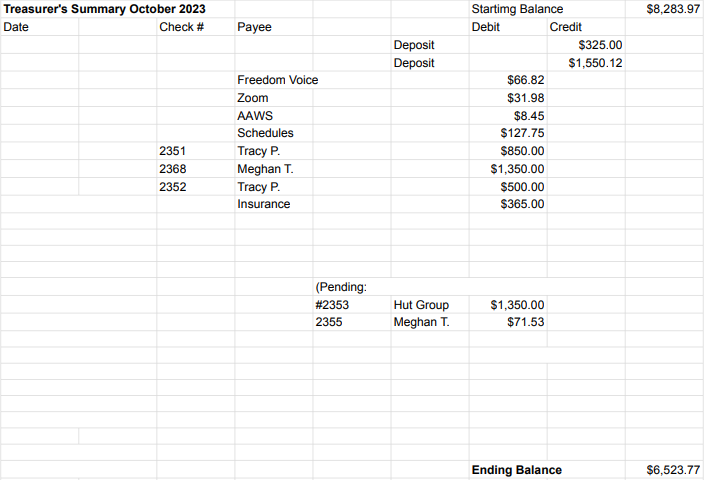 Treasurer's Summary October 2023 Startimg Balance $8,283.97
Date Check # Payee Debit Credit
Deposit $325.00
Deposit $1,550.12
Freedom Voice $66.82
Zoom $31.98
AAWS $8.45
Schedules $127.75
2351 Tracy P. $850.00
2368 Meghan T. $1,350.00
2352 Tracy P. $500.00
Insurance $365.00
(Pending:
#2353 Hut Group $1,350.00
2355 Meghan T. $71.53
Ending Balance $6,523.77